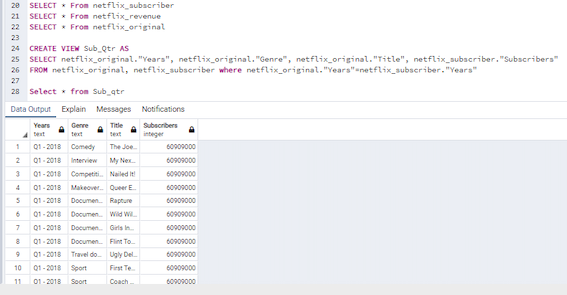 20 SELECT * From netflix_subscriber
21 SELECT * From netflix_revenue
22 SELECT * From netflix_original
23
24 CREATE VIEW Sub_Qtr AS
25 SELECT netflix_original."Years", netflix_original."Genre", netflix_original."Title", netflix_subscriber."Subscribers"
26 FROM netflix_original, netflix_subscriber where netflix_original."Years"=netflix_subscriber."Years"
27
28 Select * from Sub_qtr
Data Output Explain Messages Notifications
Years text Genre text Title text Subscribers integer
1 Q1 - 2018 Comedy The Joe... 60909000
2 Q1 - 2018 Interview My Nex... 60909000
3 Q1 - 2018 Competiti... Nailed It! 60909000
4 Q1 - 2018 Makeover... Queer E... 60909000
5 Q1 - 2018 Documen... Rapture 60909000
6 Q1 - 2018 Documen... Wild Wil... 60909000
7 Q1 - 2018 Documen... Girls In... 60909000
8 Q1 - 2018 Documen... Flint To... 60909000
9 Q1 - 2018 Travel do... Ugly Del... 60909000
10 Q1 - 2018 Sport First Te... 60909000
11 Q1 - 2018 Sport Coach ... 60909000